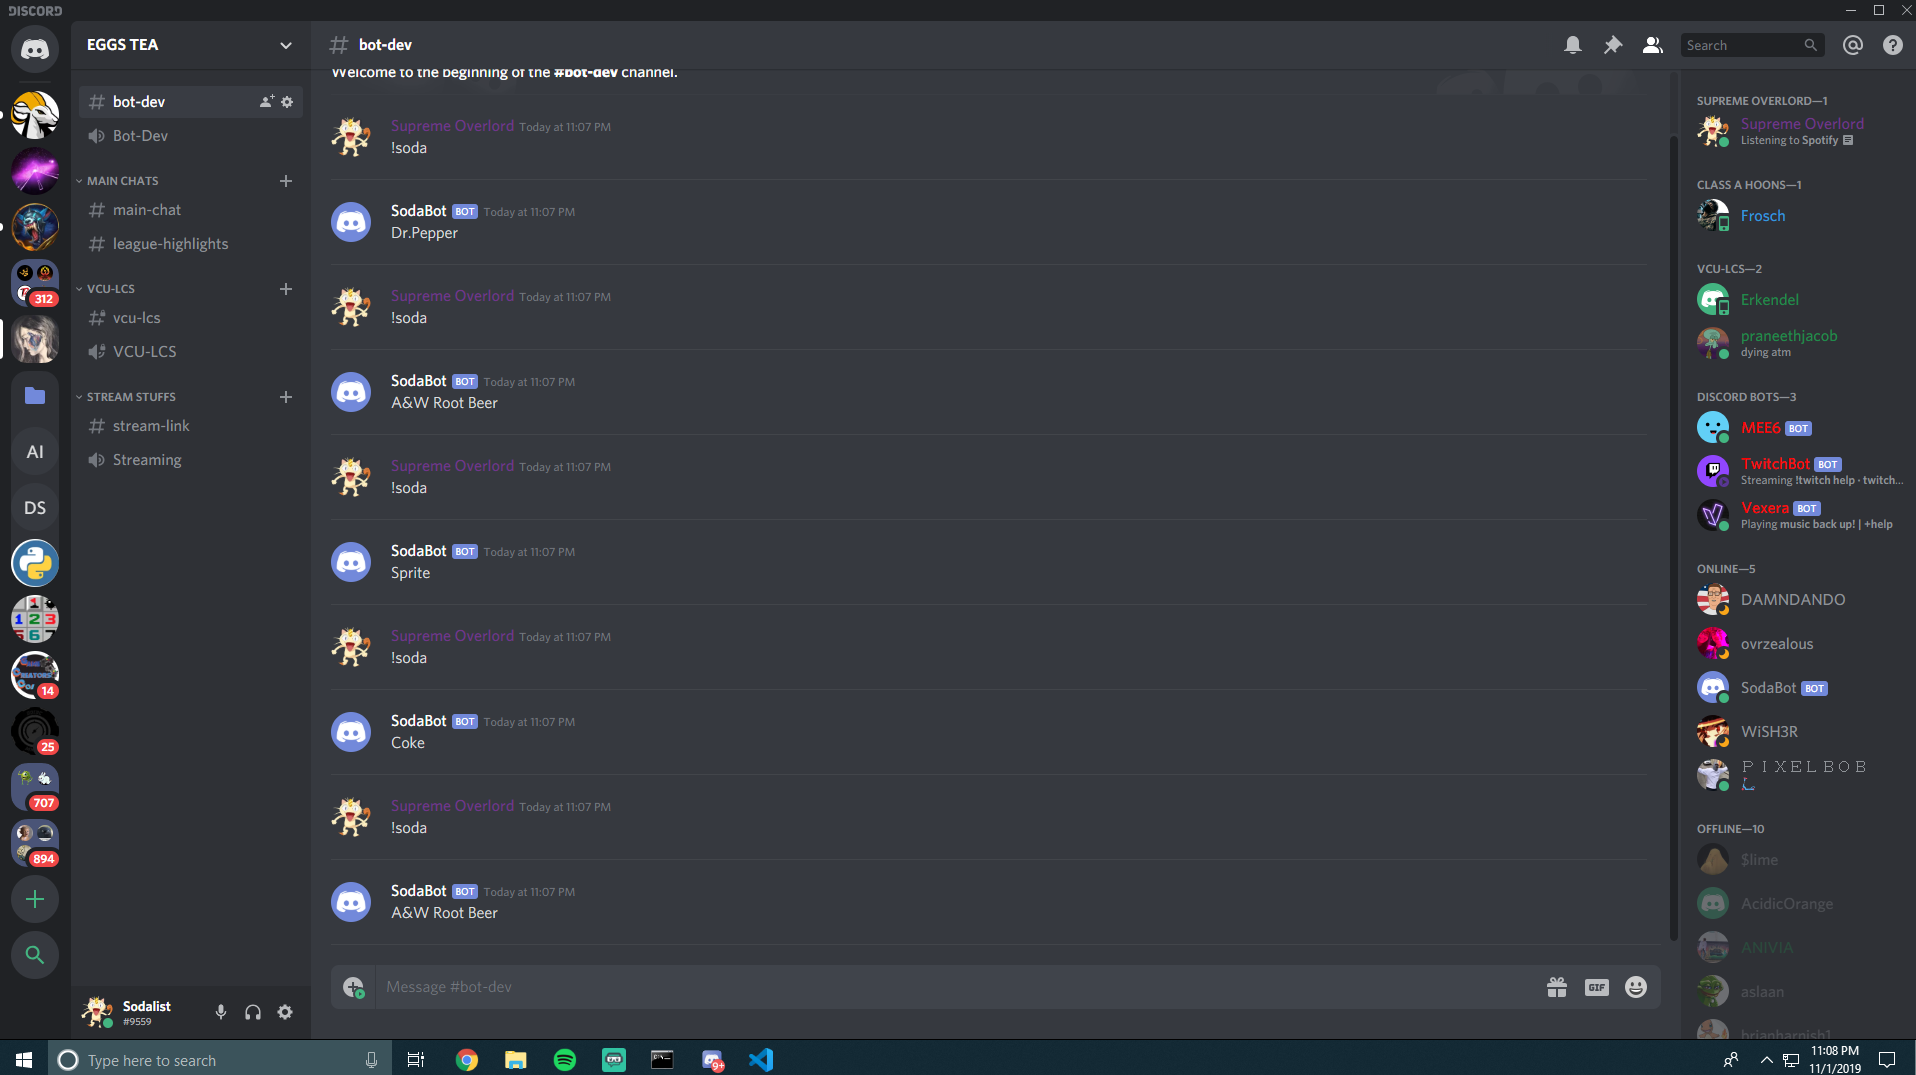 DISCORD
EGGS TEA
bot-dev
Bot-Dev
MAIN CHATS
main-chat
league-highlights
VCU-LCS
vcu-lcs
VCU-LCS
STREAM STUFFS
stream-link
Streaming
312
AI
DS
1 2 3
6 7
14
25
707
894
Sodalist
#9559
# bot-dev
Search
Welcome to the beginning of the #bot-dev channel.
Supreme Overlord Today at 11:07 PM
!soda
SodaBot BOT Today at 11:07 PM
Dr.Pepper
Supreme Overlord Today at 11:07 PM
!soda
SodaBot BOT Today at 11:07 PM
A&W Root Beer
Supreme Overlord Today at 11:07 PM
!soda
SodaBot BOT Today at 11:07 PM
Sprite
Supreme Overlord Today at 11:07 PM
!soda
SodaBot BOT Today at 11:07 PM
Coke
Supreme Overlord Today at 11:07 PM
!soda
SodaBot BOT Today at 11:07 PM
A&W Root Beer
Message #bot-dev
GIF
SUPREME OVERLORD—1
Supreme Overlord
Listening to Spotify
CLASS A HOONS—1
Frosch
VCU-LCS—2
Erkendel
praneethjacob
dying atm
DISCORD BOTS—3
MEE6 BOT
TwitchBot BOT
Streaming !twitch help · twitch...
Vexera BOT
Playing music back up! | +help
ONLINE—5
DAMNDANDO
ovrzealous
SodaBot BOT
WiSH3R
ＰＩＸＥＬＢＯＢ
OFFLINE—10
$lime
AcidicOrange
ANIVIA
aslaan
brianharnish1
Type here to search
9+
11:08 PM
11/1/2019